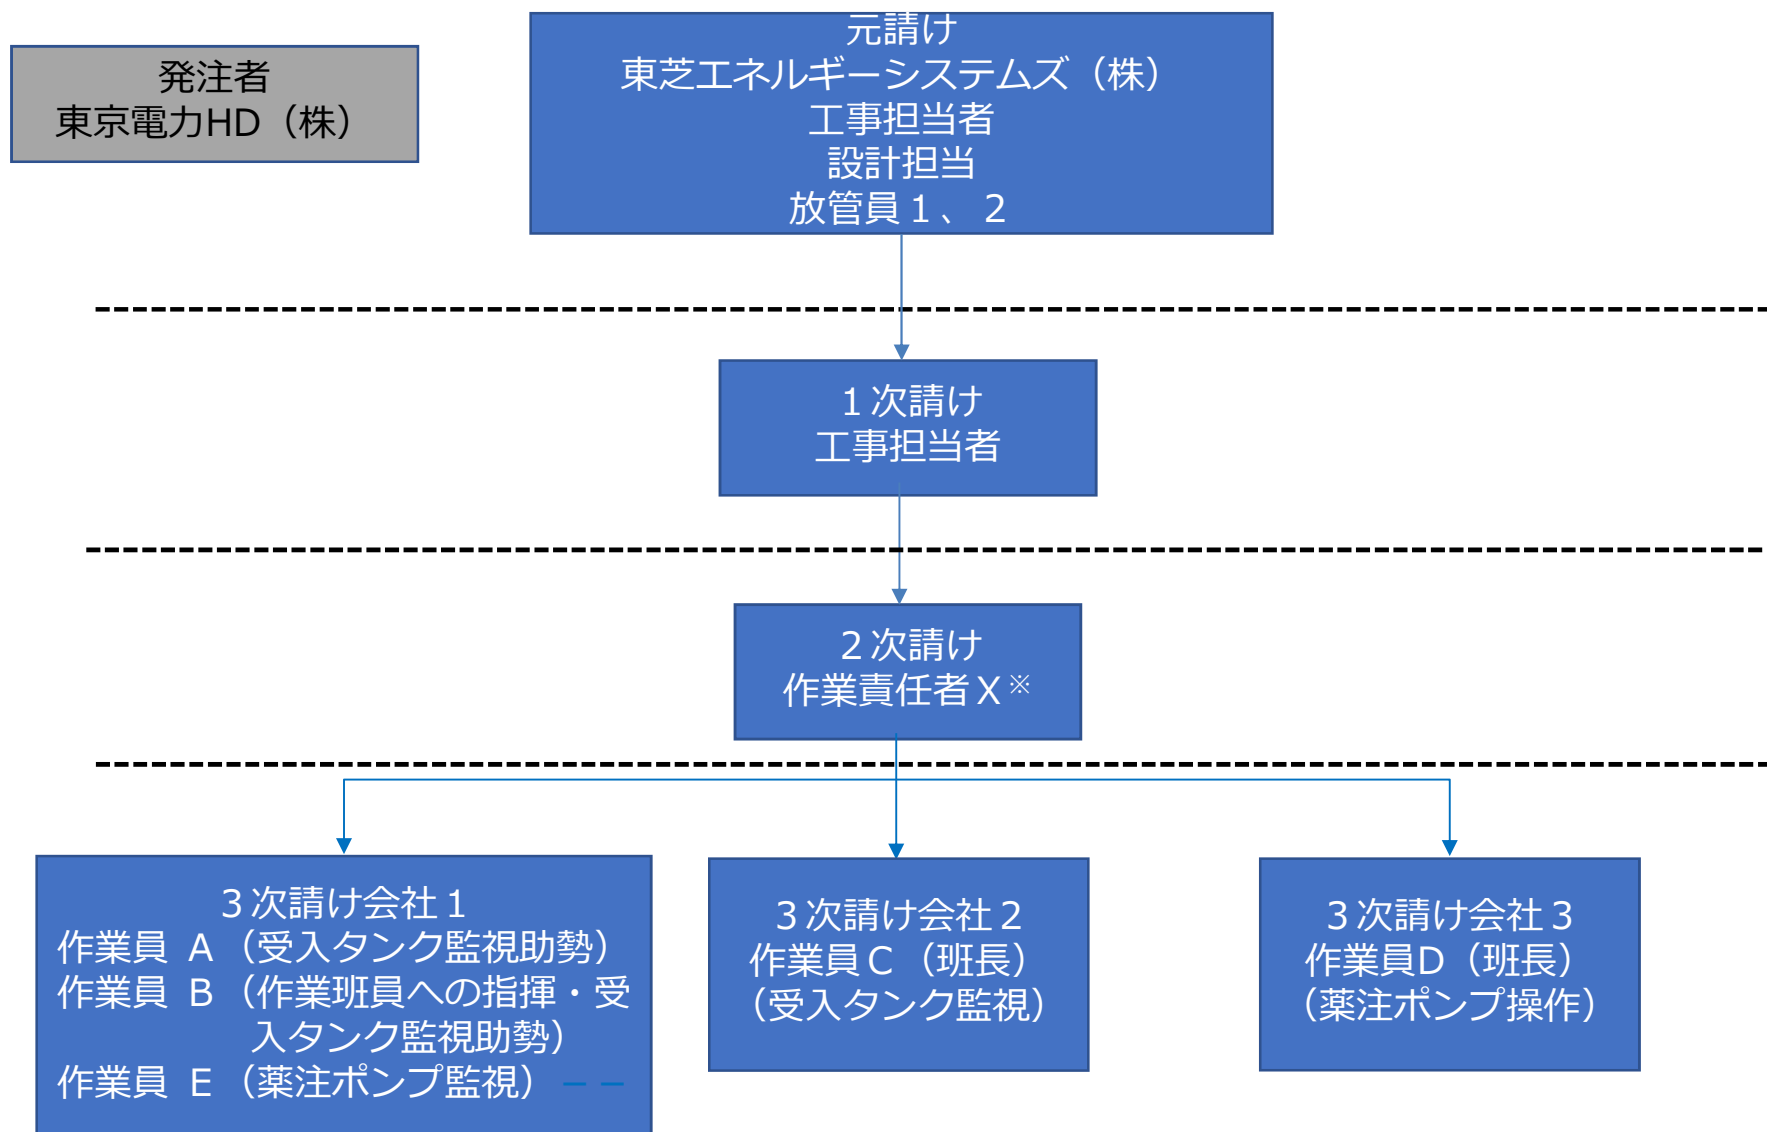 発注者
東京電力HD（株）
元請け
東芝エネルギーシステムズ（株）
工事担当者
設計担当
放管員１、２
１次請け
工事担当者
２次請け
作業責任者Ｘ※
３次請け会社１
作業員 A （受入タンク監視助勢）
作業員 B （作業班員への指揮・受
入タンク監視助勢）
作業員 E （薬注ポンプ監視）
３次請け会社２
作業員Ｃ（班長）
（受入タンク監視）
３次請け会社３
作業員D（班長）
（薬注ポンプ操作）